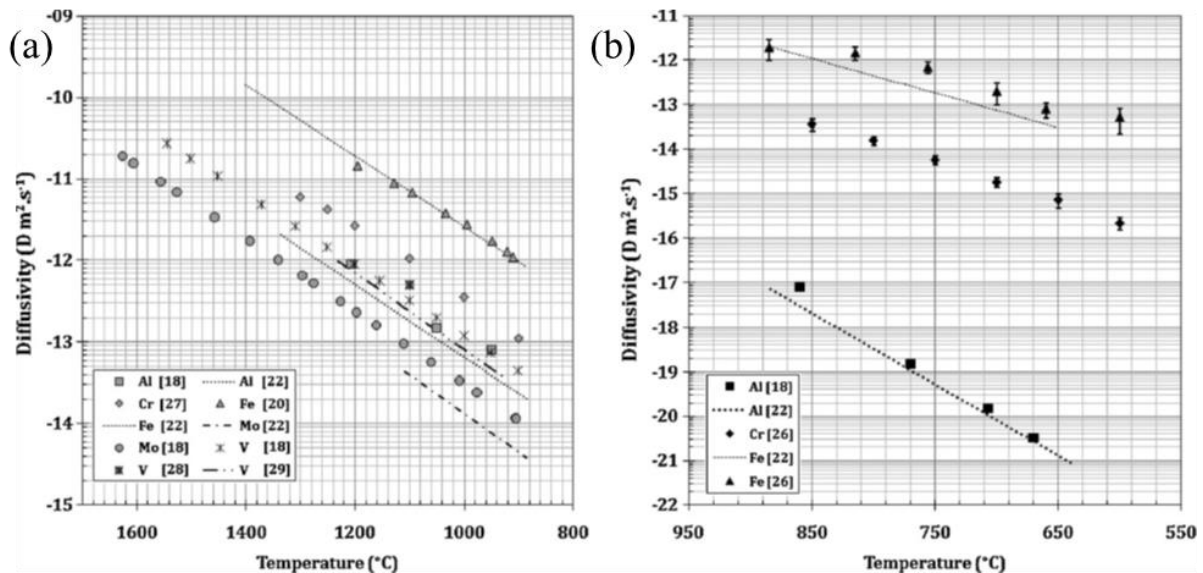 (a)
-09
-10
-11
-12
-13
-14
-15
Diffusivity (D m².s⁻¹)
Al [18]
Al [22]
Cr [27]
Fe [20]
Fe [22]
Mo [22]
Mo [18]
V [18]
V [28]
V [29]
1600
1400
1200
1000
800
Temperature (°C)
(b)
-11
-12
-13
-14
-15
-16
-17
-18
-19
-20
-21
-22
Diffusivity (D m².s⁻¹)
Al [18]
Al [22]
Cr [26]
Fe [22]
Fe [26]
950
850
750
650
550
Temperature (°C)